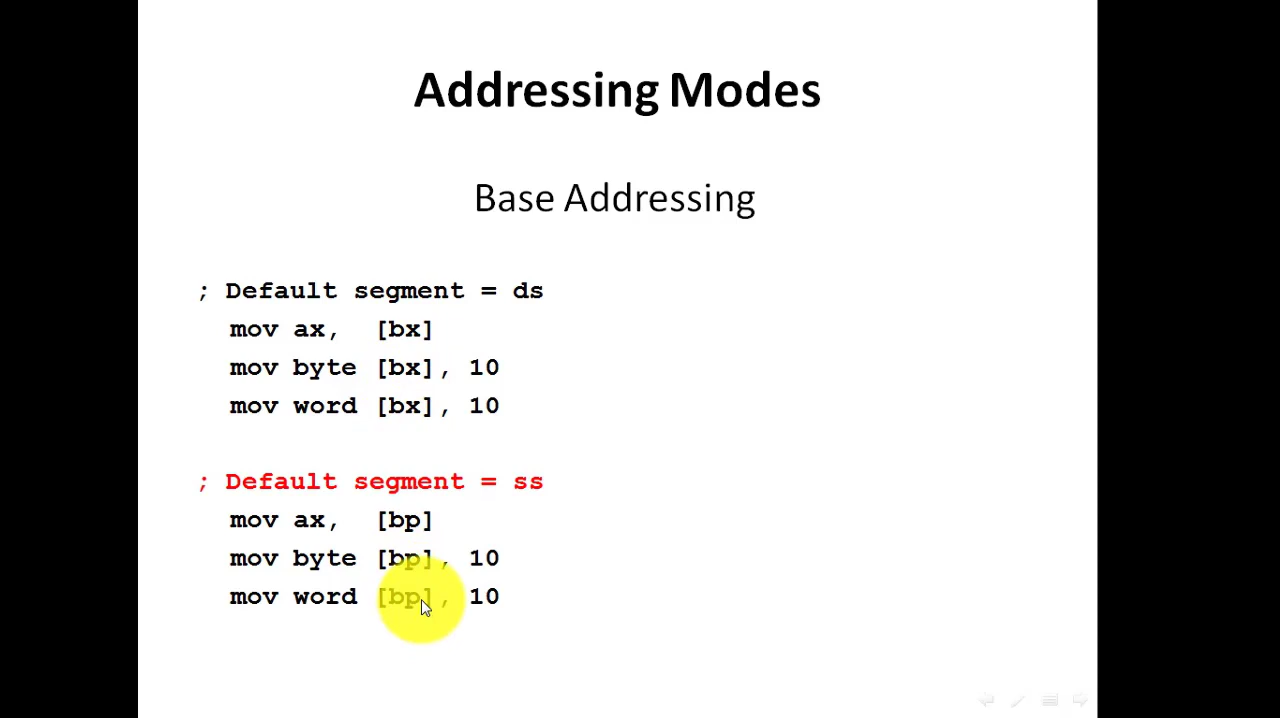 Addressing Modes
Base Addressing
; Default segment = ds
mov ax, [bx]
mov byte [bx], 10
mov word [bx], 10
; Default segment = ss
mov ax, [bp]
mov byte [bp], 10
mov word [bp], 10